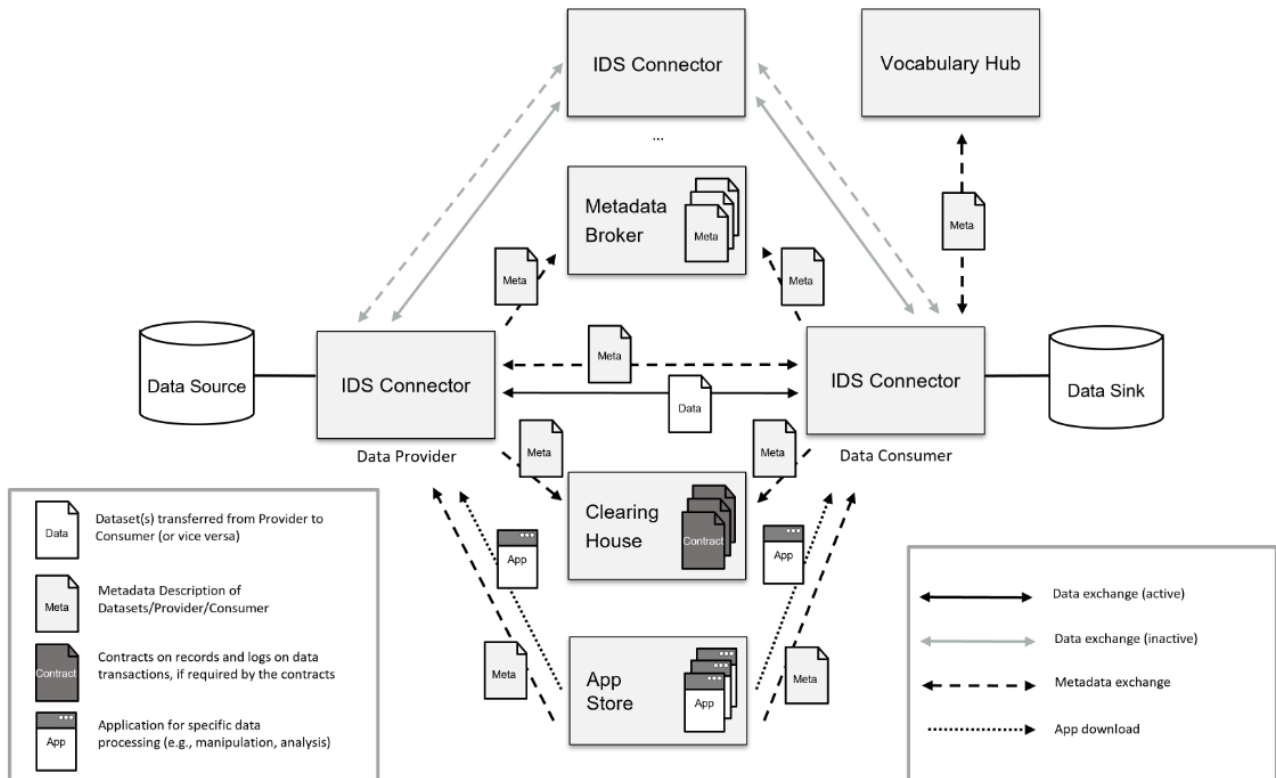 IDS Connector
Vocabulary Hub
...
Metadata
Broker
Meta
Meta
Meta
Meta
Data Source
IDS Connector
Meta
Data
IDS Connector
Data Sink
Data Provider
Data Consumer
Meta
Meta
Clearing
House
Contract
App
App
App
Store
App
Meta
Meta
Data
Dataset(s) transferred from Provider to
Consumer (or vice versa)
Meta
Metadata Description of
Datasets/Provider/Consumer
Contract
Contracts on records and logs on data
transactions, if required by the contracts
App
Application for specific data
processing (e.g., manipulation, analysis)
Data exchange (active)
Data exchange (inactive)
Metadata exchange
App download